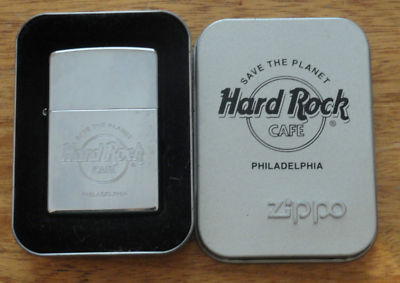 SAVE THE PLANET
Hard Rock
CAFE
PHILADELPHIA
SAVE THE PLANET
Hard Rock
CAFE
®
PHILADELPHIA
zippo